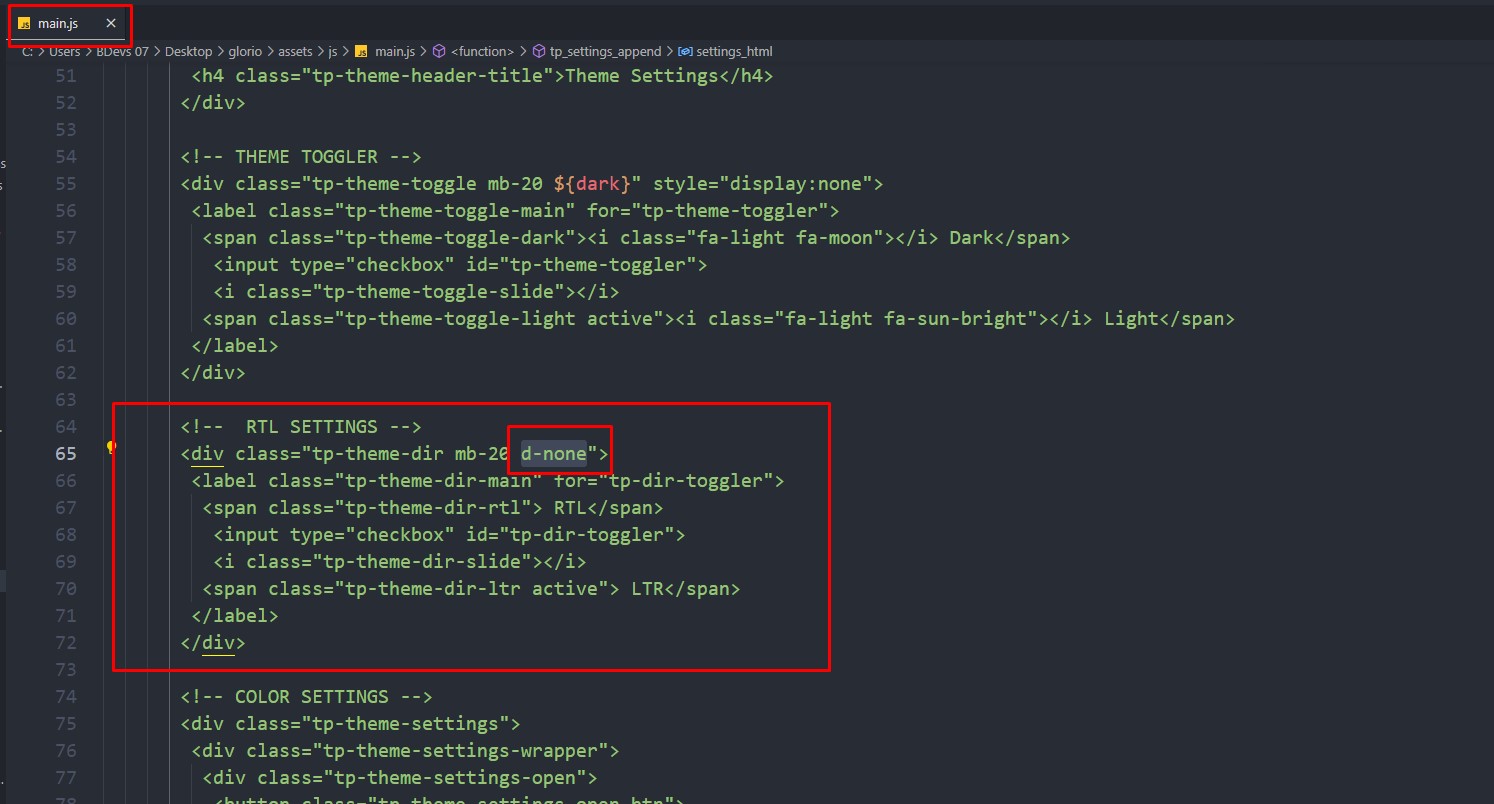 main.js
C: > Users > BDevs 07 > Desktop > glorio > assets > js > main.js > <function> > tp_settings_append > settings_html
51 <h4 class="tp-theme-header-title">Theme Settings</h4>
52 </div>
53
54 <!-- THEME TOGGLER -->
55 <div class="tp-theme-toggle mb-20 ${dark}" style="display:none">
56 <label class="tp-theme-toggle-main" for="tp-theme-toggler">
57 <span class="tp-theme-toggle-dark"><i class="fa-light fa-moon"></i> Dark</span>
58 <input type="checkbox" id="tp-theme-toggler">
59 <i class="tp-theme-toggle-slide"></i>
60 <span class="tp-theme-toggle-light active"><i class="fa-light fa-sun-bright"></i> Light</span>
61 </label>
62 </div>
63
64 <!--  RTL SETTINGS -->
65 <div class="tp-theme-dir mb-20 d-none">
66 <label class="tp-theme-dir-main" for="tp-dir-toggler">
67 <span class="tp-theme-dir-rtl"> RTL</span>
68 <input type="checkbox" id="tp-dir-toggler">
69 <i class="tp-theme-dir-slide"></i>
70 <span class="tp-theme-dir-ltr active"> LTR</span>
71 </label>
72 </div>
73
74 <!-- COLOR SETTINGS -->
75 <div class="tp-theme-settings">
76 <div class="tp-theme-settings-wrapper">
77 <div class="tp-theme-settings-open">
78 <button class="tp-theme-settings-open-btn">